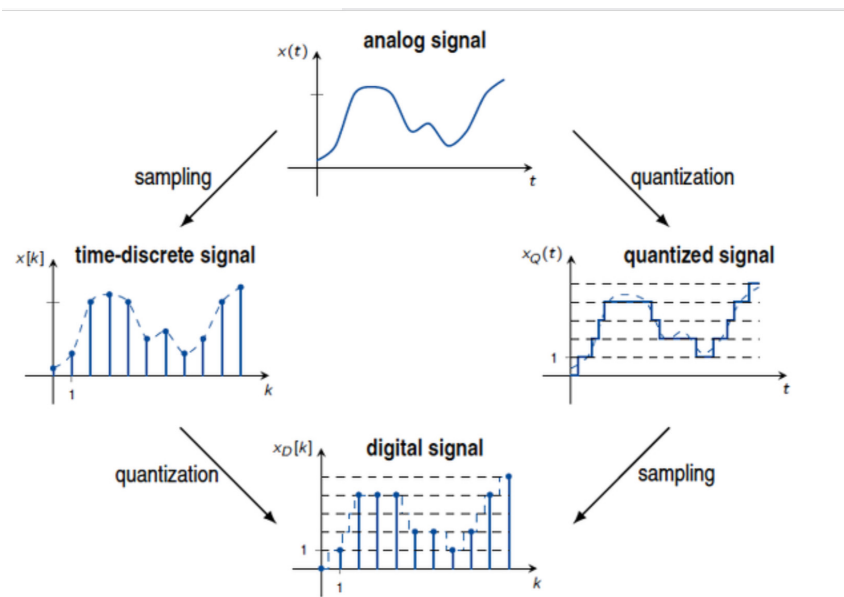 analog signal
x(t)
t
sampling
quantization
time-discrete signal
x[k]
1
k
quantized signal
x_Q(t)
1
t
quantization
sampling
digital signal
x_D[k]
1
1
k